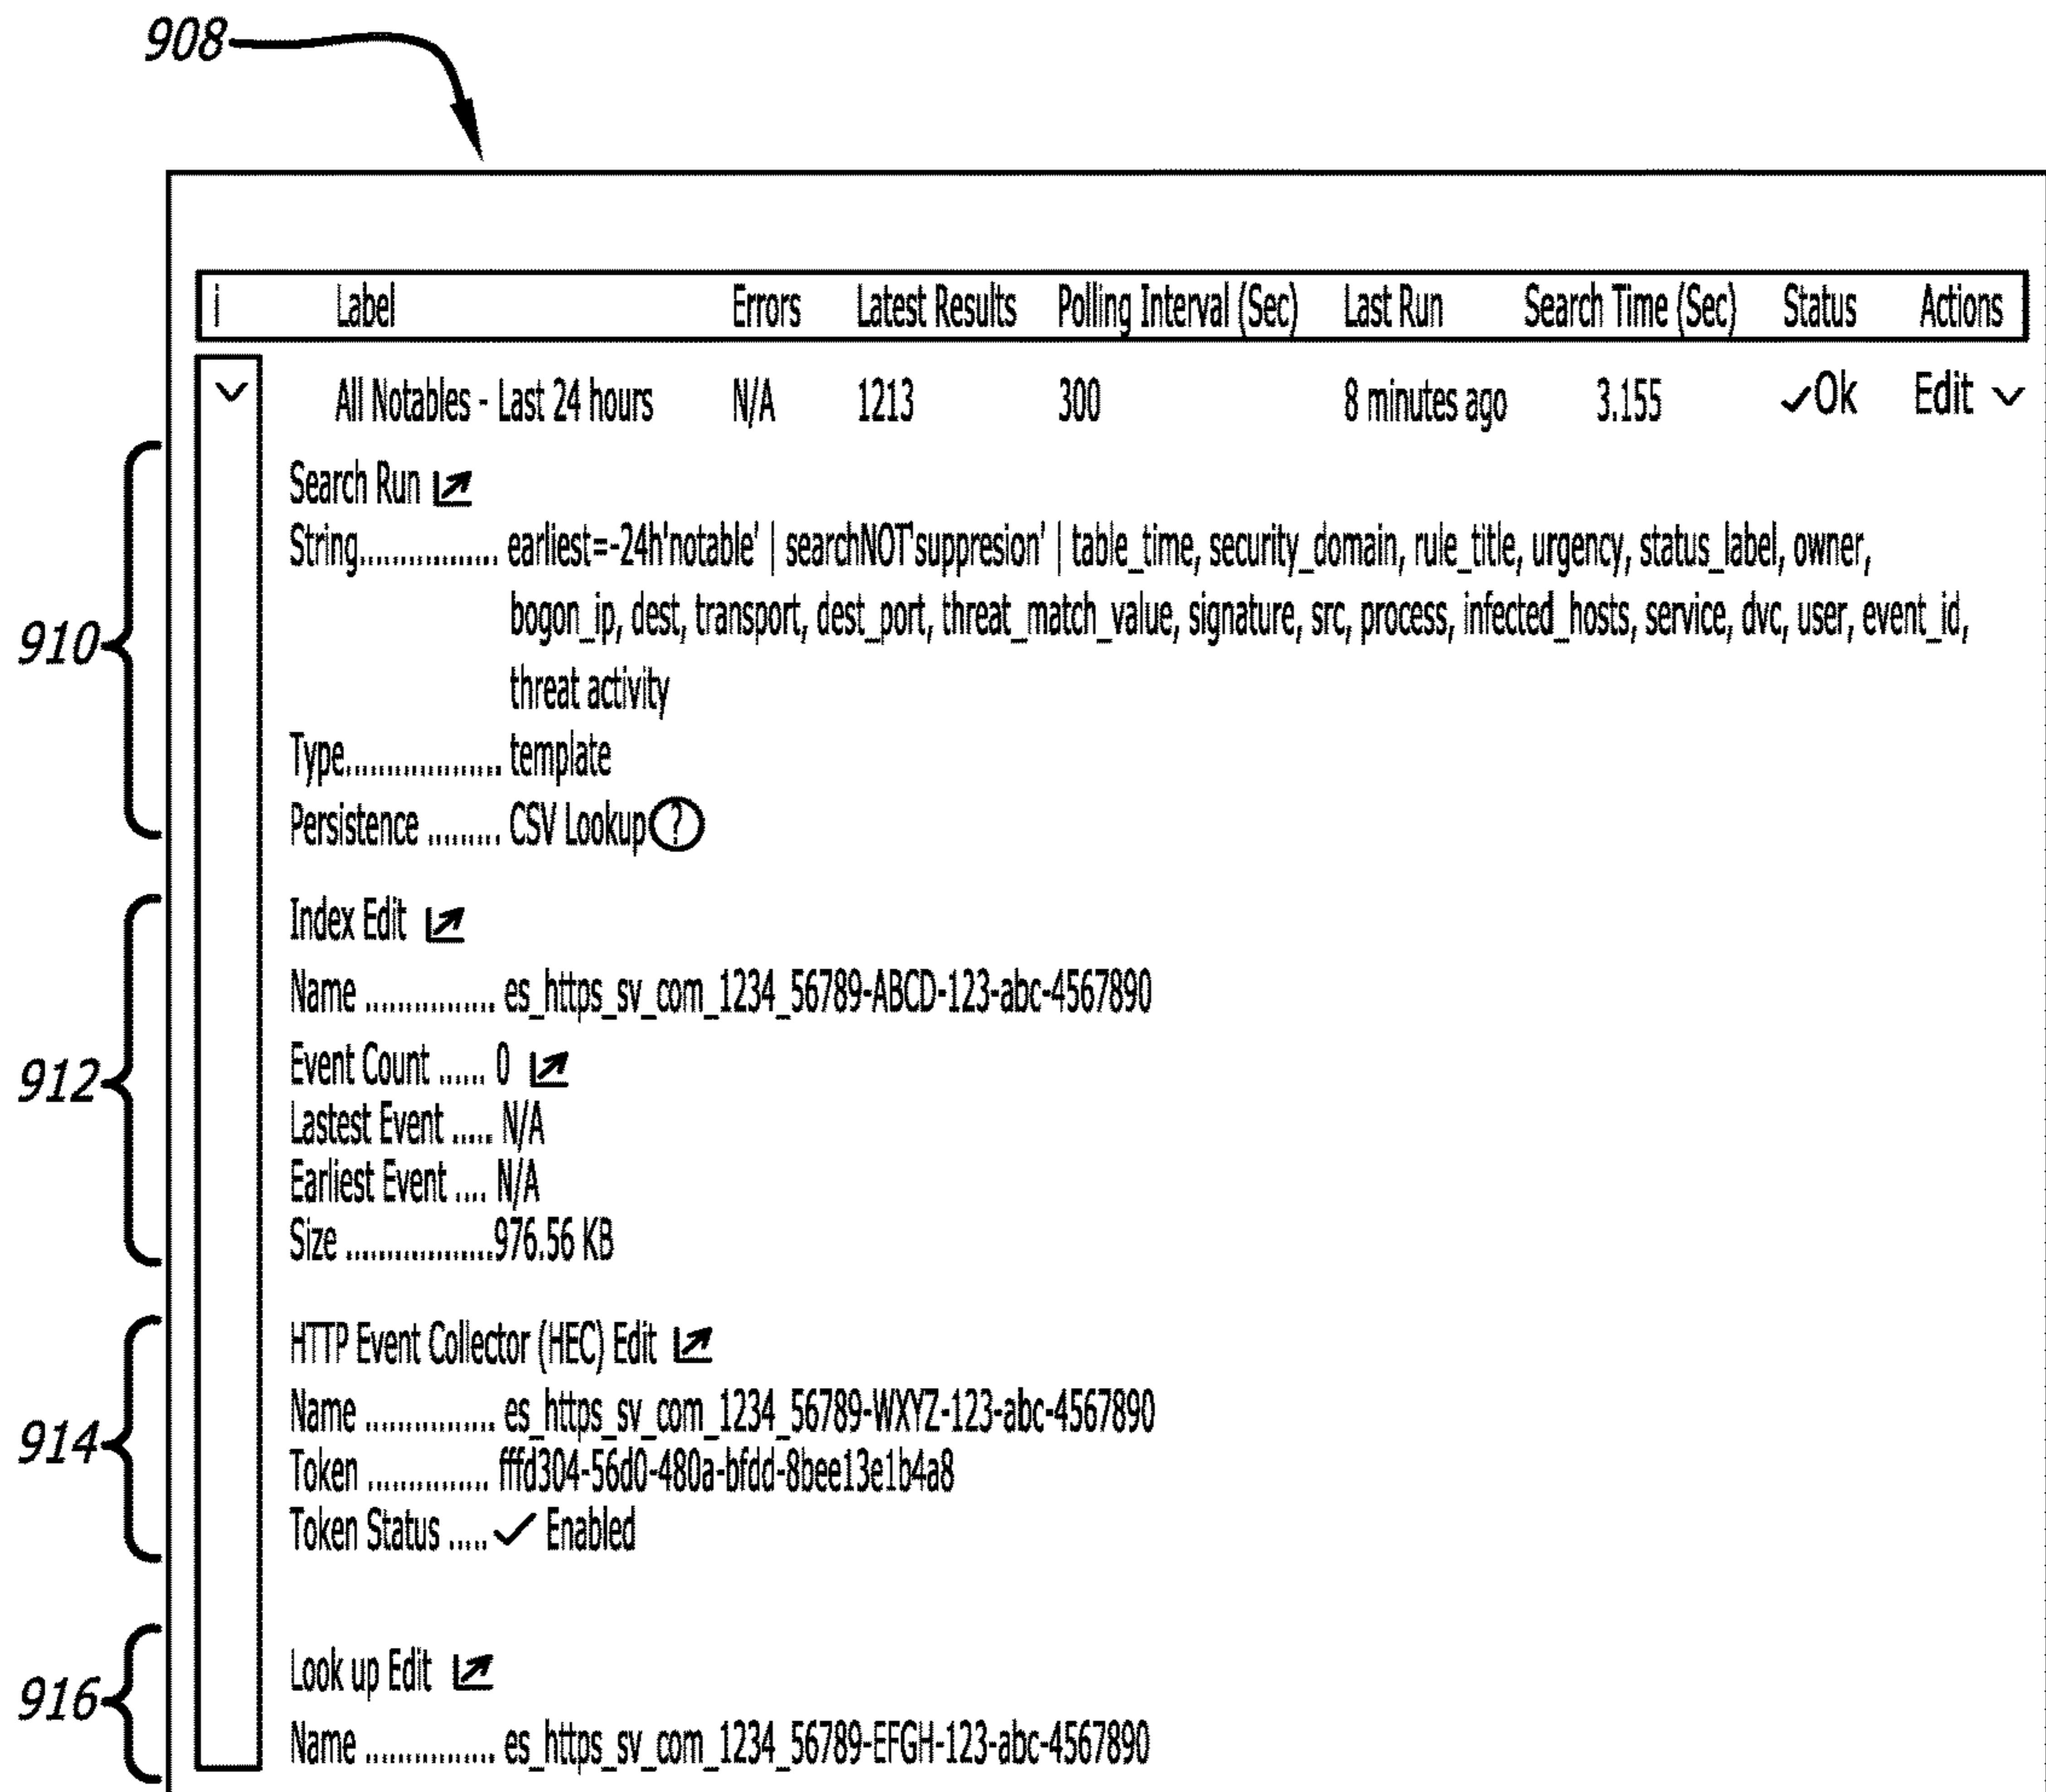 908
i Label Errors Latest Results Polling Interval (Sec) Last Run Search Time (Sec) Status Actions
All Notables - Last 24 hours N/A 1213 300 8 minutes ago 3.155 ✓Ok Edit
910
Search Run
String................. earliest=-24h'notable' | searchNOT'suppresion' | table_time, security_domain, rule_title, urgency, status_label, owner,
bogon_ip, dest, transport, dest_port, threat_match_value, signature, src, process, infected_hosts, service, dvc, user, event_id,
threat activity
Type................... template
Persistence ......... CSV Lookup ?
912
Index Edit
Name ................ es_https_sv_com_1234_56789-ABCD-123-abc-4567890
Event Count ...... 0
Lastest Event ..... N/A
Earliest Event .... N/A
Size ..................976.56 KB
914
HTTP Event Collector (HEC) Edit
Name ................ es_https_sv_com_1234_56789-WXYZ-123-abc-4567890
Token ............... fffd304-56d0-480a-bfdd-8bee13e1b4a8
Token Status ..... ✓ Enabled
916
Look up Edit
Name ................ es_https_sv_com_1234_56789-EFGH-123-abc-4567890